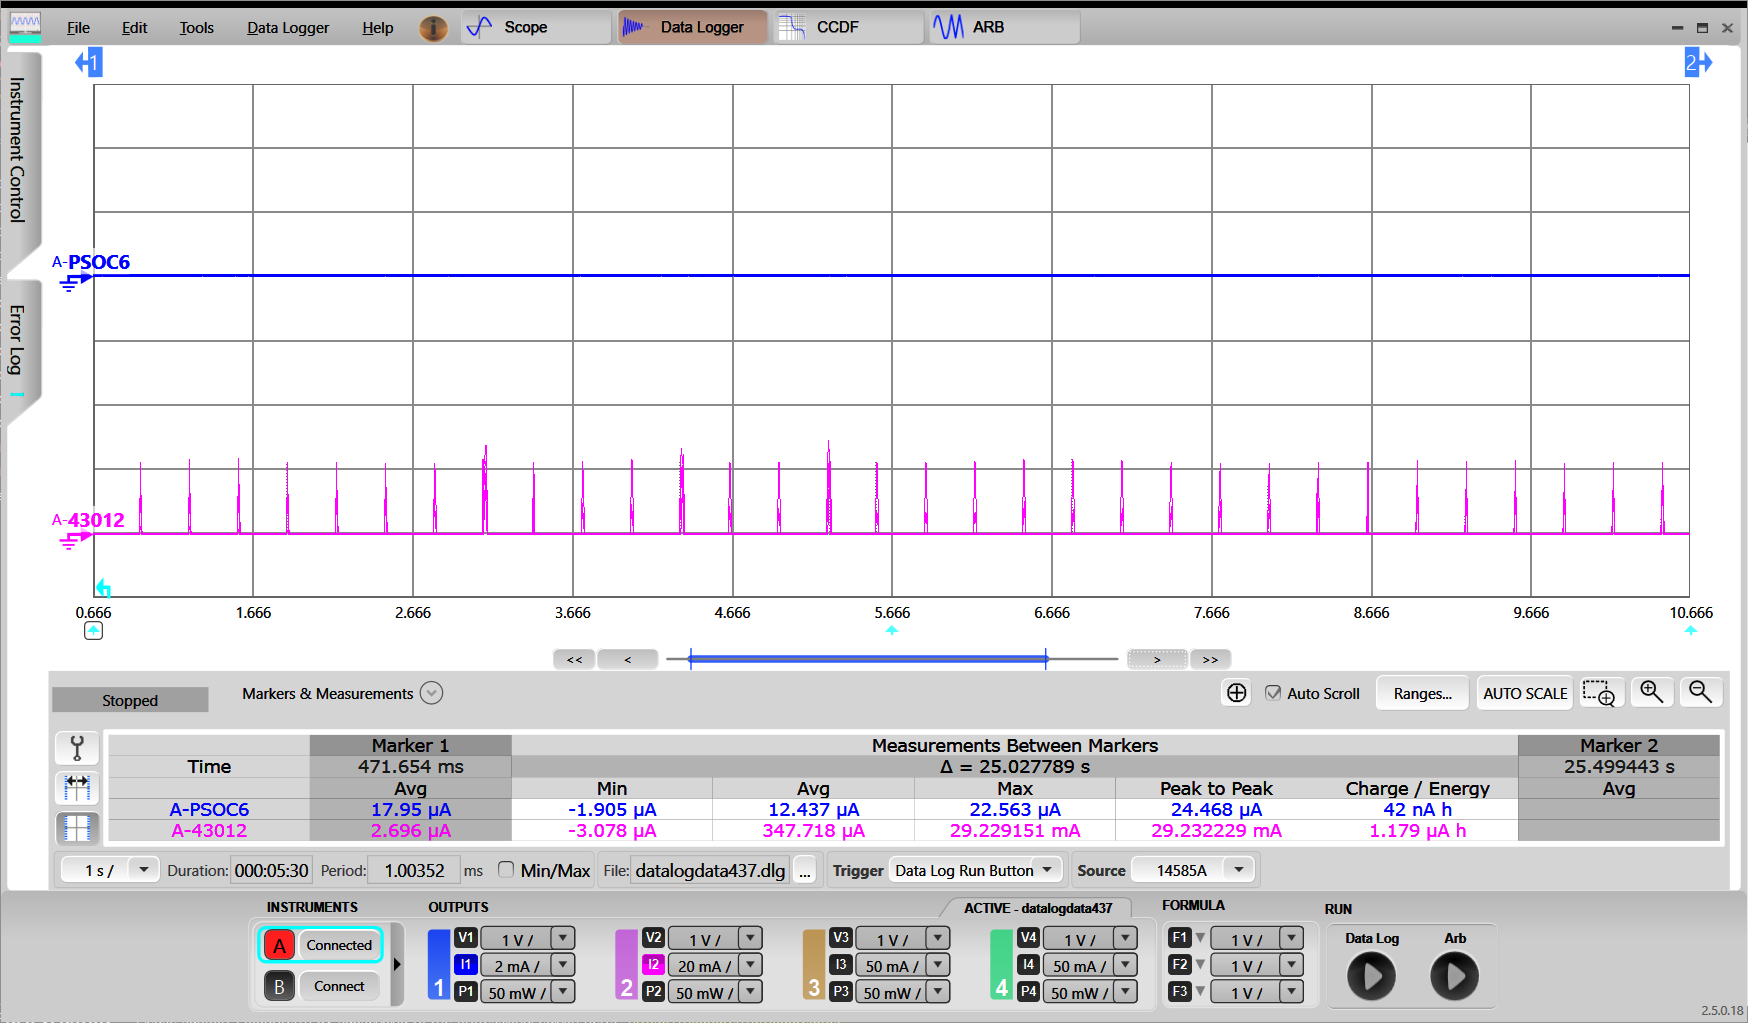 File Edit Tools Data Logger Help Scope Data Logger CCDF ARB
1 2
Instrument Control
Error Log
A-PSOC6
A-43012
0.666 1.666 2.666 3.666 4.666 5.666 6.666 7.666 8.666 9.666 10.666
<< < > >>
Stopped Markers & Measurements Auto Scroll Ranges... AUTO SCALE
Marker 1 Measurements Between Markers Marker 2
Time 471.654 ms Δ = 25.027789 s 25.499443 s
Avg Min Avg Max Peak to Peak Charge / Energy Avg
A-PSOC6 17.95 µA -1.905 µA 12.437 µA 22.563 µA 24.468 µA 42 nA h
A-43012 2.696 µA -3.078 µA 347.718 µA 29.229151 mA 29.232229 mA 1.179 µA h
1 s / Duration: 000:05:30 Period: 1.00352 ms Min/Max File: datalogdata437.dlg ... Trigger Data Log Run Button Source 14585A
INSTRUMENTS OUTPUTS ACTIVE - datalogdata437 FORMULA RUN
A Connected V1 1 V / V2 1 V / V3 1 V / V4 1 V / F1 1 V / Data Log Arb
I1 2 mA / I2 20 mA / I3 50 mA / I4 50 mA / F2 1 V /
B Connect 1 P1 50 mW / 2 P2 50 mW / 3 P3 50 mW / 4 P4 50 mW / F3 1 V /
2.5.0.18